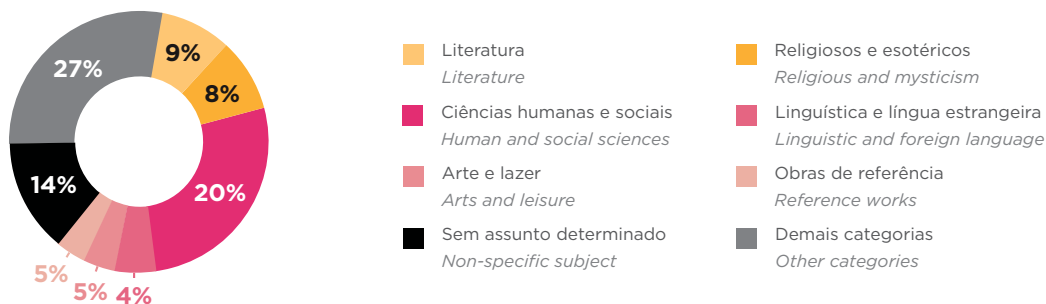 9%
8%
20%
4%
5%
5%
14%
27%
Literatura
Literature
Ciências humanas e sociais
Human and social sciences
Arte e lazer
Arts and leisure
Sem assunto determinado
Non-specific subject
Religiosos e esotéricos
Religious and mysticism
Linguística e língua estrangeira
Linguistic and foreign language
Obras de referência
Reference works
Demais categorias
Other categories